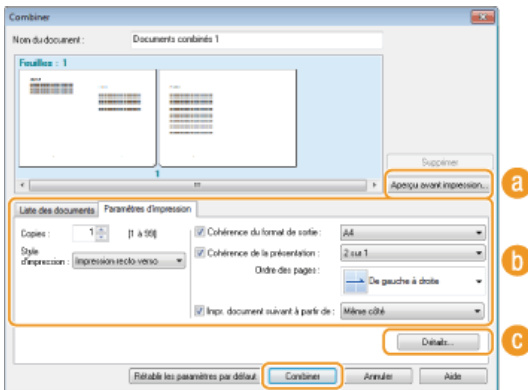 Combiner
Nom du document : Documents combinés 1
Feuilles : 1
1
Supprimer
Aperçu avant impression...
a
Liste des documents Paramètres d'impression
Copies : 1 [1 à 99]
Cohérence du format de sortie : A4
Style d'impression : Impression recto verso
Cohérence de la présentation : 2 sur 1
Ordre des pages :
De gauche à droite
b
Impr. document suivant à partir de : Même côté
Détails...
c
Rétablir les paramètres par défaut Combiner Annuler Aide